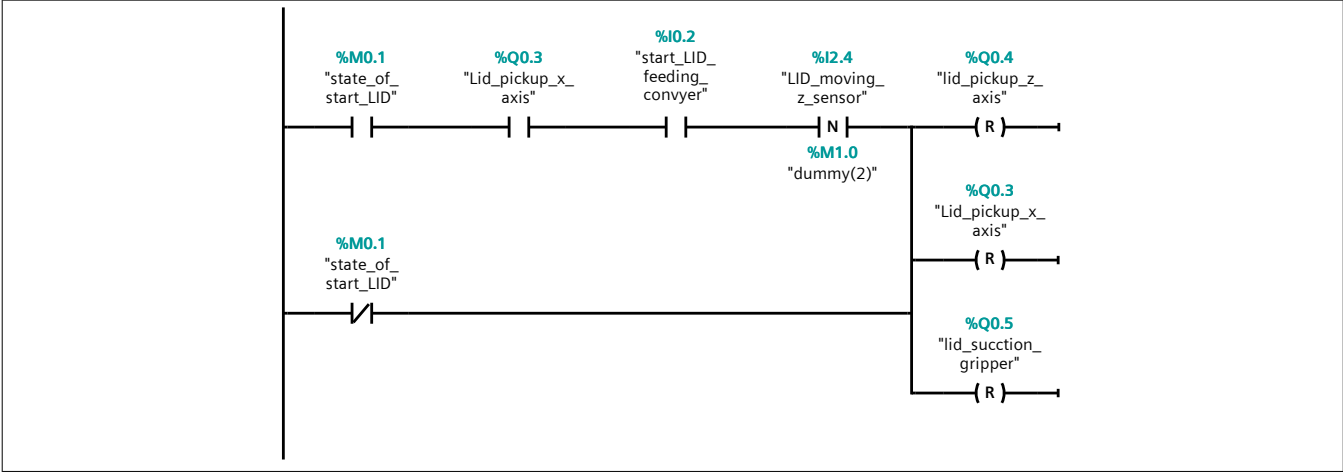 %M0.1
"state_of_
start_LID"
%Q0.3
"Lid_pickup_x_
axis"
%I0.2
"start_LID_
feeding_
convyer"
%I2.4
"LID_moving_
z_sensor"
N
%M1.0
"dummy(2)"
%Q0.4
"lid_pickup_z_
axis"
R
%Q0.3
"Lid_pickup_x_
axis"
R
%M0.1
"state_of_
start_LID"
%Q0.5
"lid_sucction_
gripper"
R